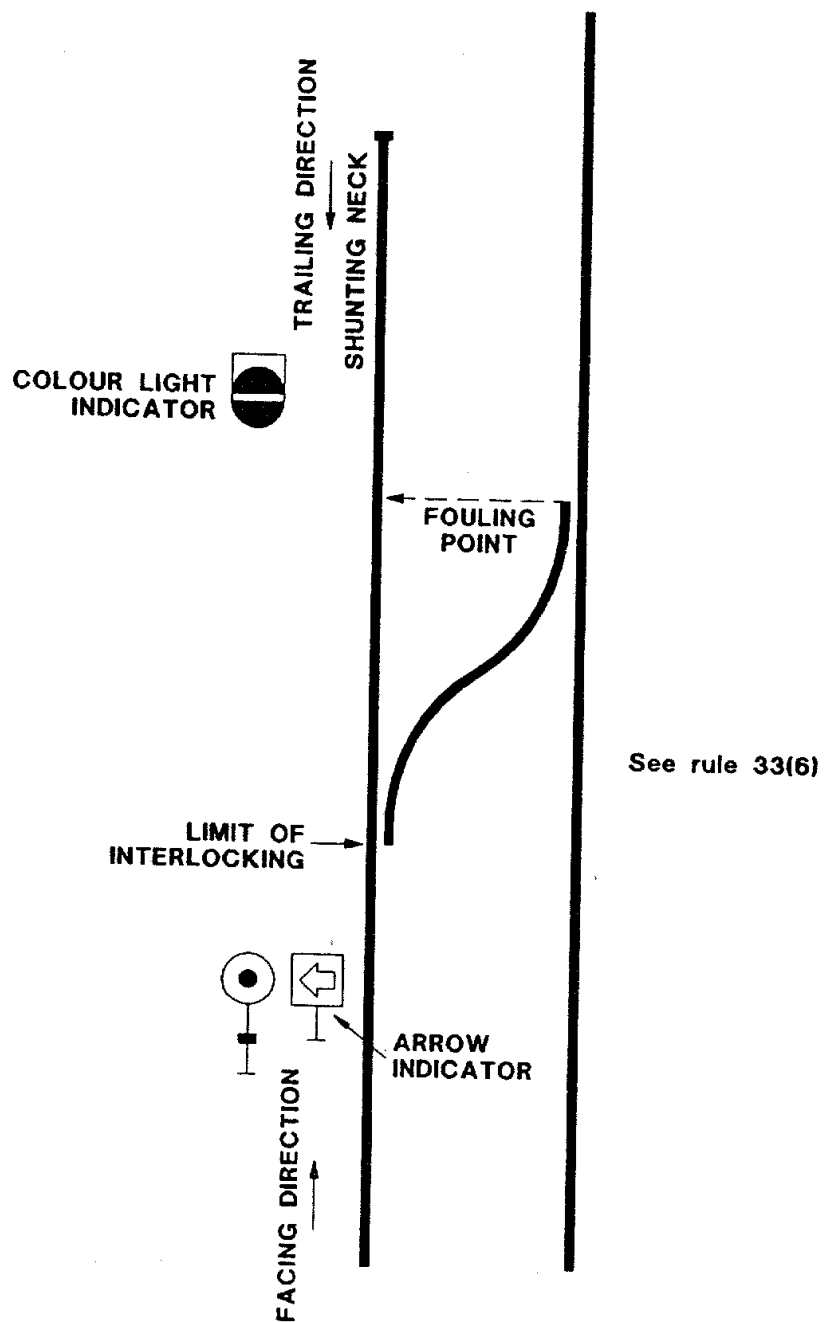 TRAILING DIRECTION
SHUNTING NECK
COLOUR LIGHT
INDICATOR
FOULING
POINT
See rule 33(6)
LIMIT OF
INTERLOCKING
ARROW
INDICATOR
FACING DIRECTION